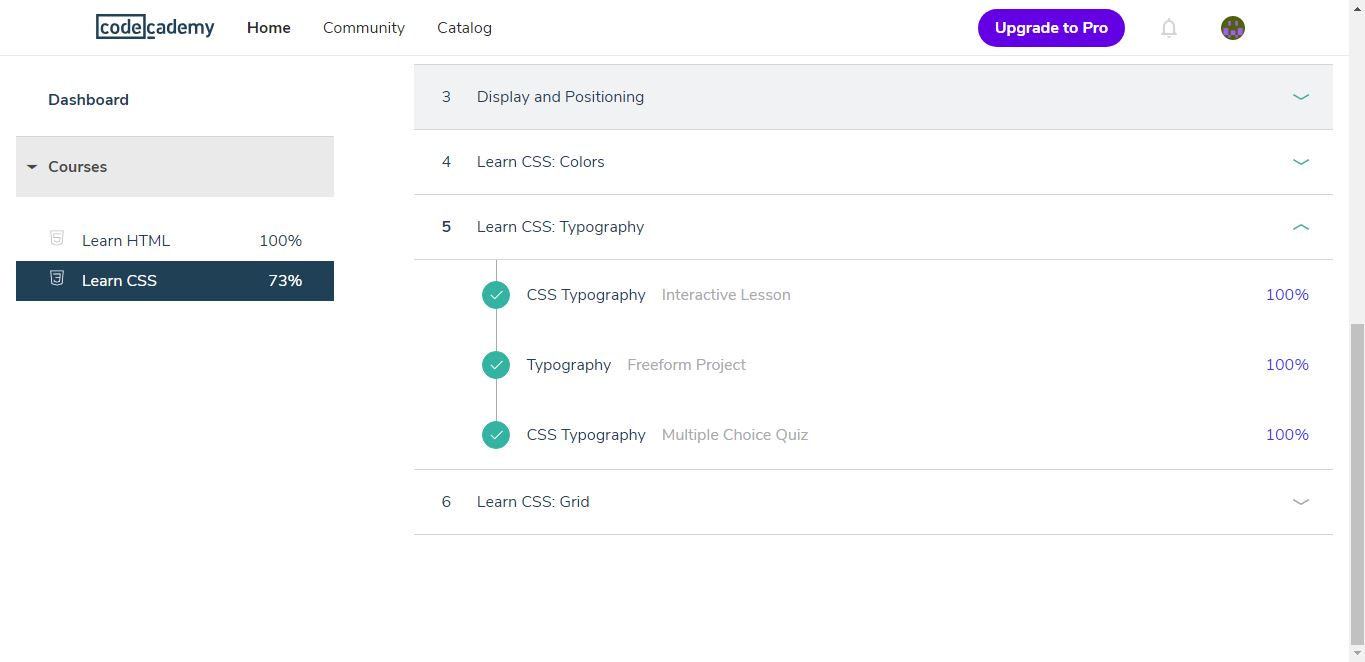 codecademy Home Community Catalog Upgrade to Pro
Dashboard
Courses
Learn HTML 100%
Learn CSS 73%
3 Display and Positioning
4 Learn CSS: Colors
5 Learn CSS: Typography
CSS Typography Interactive Lesson 100%
Typography Freeform Project 100%
CSS Typography Multiple Choice Quiz 100%
6 Learn CSS: Grid